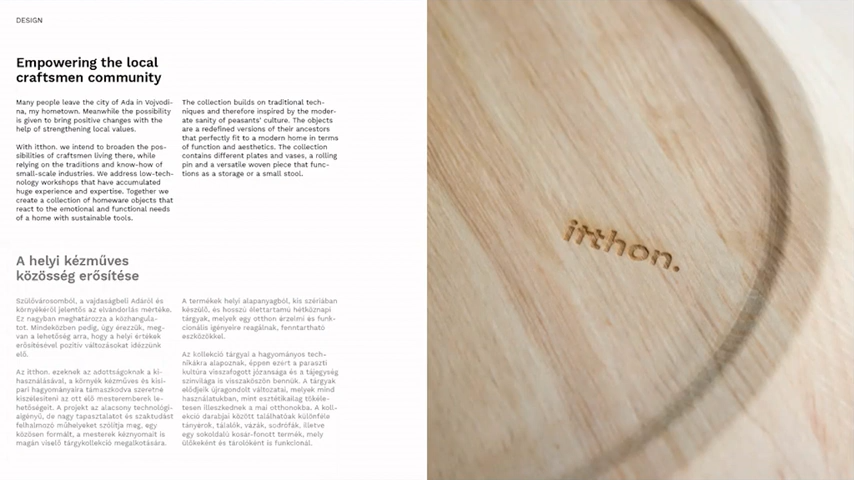 DESIGN
Empowering the local
craftsmen community
Many people leave the city of Ada in Vojvodi-
na, my hometown. Meanwhile the possibility
is given to bring positive changes with the
help of strengthening local values.
With itthon. we intend to broaden the pos-
sibilities of craftsmen living there, while
relying on the traditions and know-how of
small-scale industries. We address low-tech-
nology workshops that have accumulated
huge experience and expertise. Together we
create a collection of homeware objects that
react to the emotional and functional needs
of a home with sustainable tools.
The collection builds on traditional tech-
niques and therefore inspired by the moder-
ate sanity of peasants' culture. The objects
are a redefined versions of their ancestors
that perfectly fit to a modern home in terms
of function and aesthetics. The collection
contains different plates and vases, a rolling
pin and a versatile woven piece that func-
tions as a storage or a small stool.
A helyi kézműves
közösség erősítése
Szülővárosomból, a vajdaságbeli Adáról és
környékéről jelentős az elvándorlás mértéke.
Ez nagyban meghatározza a közhangula-
tot. Mindeközben pedig, úgy érezzük, meg-
van a lehetőség arra, hogy a helyi értékek
erősítésével pozitív változásokat idézzünk
elő.
Az itthon. ezeknek az adottságoknak a ki-
használásával, a környék kézműves és kisi-
pari hagyományaira támaszkodva szeretné
kiszélesíteni az ott élő mesteremberek le-
hetőségeit. A projekt az alacsony technológi-
aigényű, de nagy tapasztalatot és szaktudást
felhalmozó műhelyeket szólítja meg, egy
közösen formált, a mesterek kéznyomait is
magán viselő tárgykollekció megalkotására.
A termékek helyi alapanyagból, kis szériában
készülő, és hosszú élettartamú hétköznapi
tárgyak, melyek egy otthon érzelmi és funk-
cionális igényeire reagálnak, fenntartható
eszközökkel.
Az kollekció tárgyai a hagyományos tech-
nikákra alapoznak, éppen ezért a paraszti
kultúra visszafogott józansága és a tájegység
színvilága is visszaköszön bennük. A tárgyak
elődjeik újragondolt változatai, melyek mind
használatukban, mint esztétikailag tökéle-
tesen illeszkednek a mai otthonokba. A koll-
ekció darabjai között találhatóak különféle
tányérok, tálalók, vázák, sodrófák, illetve
egy sokoldalú kosár-fonott termék, mely
ülőkeként és tárolóként is funkcionál.
itthon.